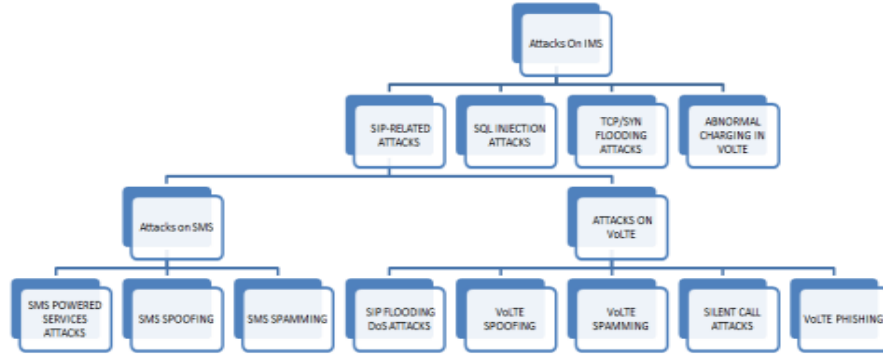 Attacks On IMS
SIP-RELATED
ATTACKS
SQL INJECTION
ATTACKS
TCP/SYN
FLOODING
ATTACKS
ABNORMAL
CHARGING IN
VOLTE
Attacks on SMS
ATTACKS ON
VoLTE
SMS POWERED
SERVICES
ATTACKS
SMS SPOOFING
SMS SPAMMING
SIP FLOODING
DoS ATTACKS
VoLTE
SPOOFING
VoLTE
SPAMMING
SILENT CALL
ATTACKS
VoLTE PHISHING